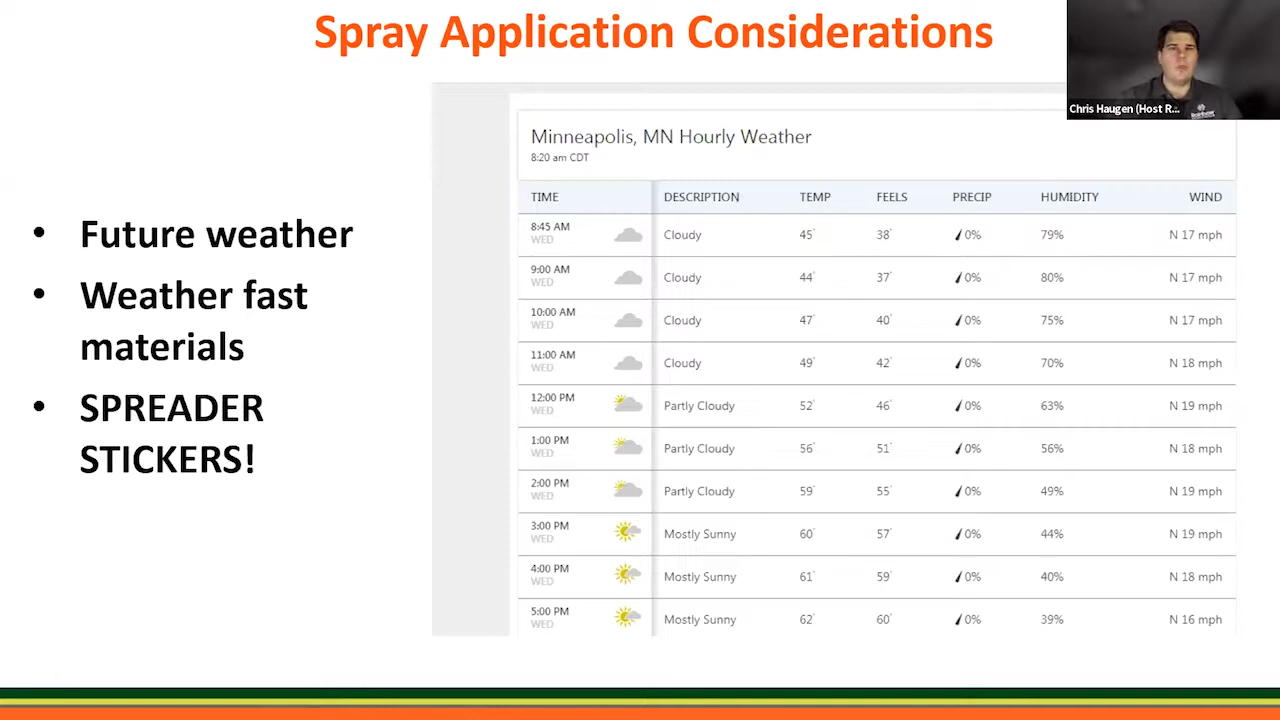 Spray Application Considerations
Chris Haugen (Host R...
• Future weather
• Weather fast
materials
• SPREADER
STICKERS!
Minneapolis, MN Hourly Weather
8:20 am CDT
TIME DESCRIPTION TEMP FEELS PRECIP HUMIDITY WIND
8:45 AM WED Cloudy 45° 38° 0% 79% N 17 mph
9:00 AM WED Cloudy 44° 37° 0% 80% N 17 mph
10:00 AM WED Cloudy 47° 40° 0% 75% N 17 mph
11:00 AM WED Cloudy 49° 42° 0% 70% N 18 mph
12:00 PM WED Partly Cloudy 52° 46° 0% 63% N 19 mph
1:00 PM WED Partly Cloudy 56° 51° 0% 56% N 18 mph
2:00 PM WED Partly Cloudy 59° 55° 0% 49% N 19 mph
3:00 PM WED Mostly Sunny 60° 57° 0% 44% N 19 mph
4:00 PM WED Mostly Sunny 61° 59° 0% 40% N 18 mph
5:00 PM WED Mostly Sunny 62° 60° 0% 39% N 16 mph